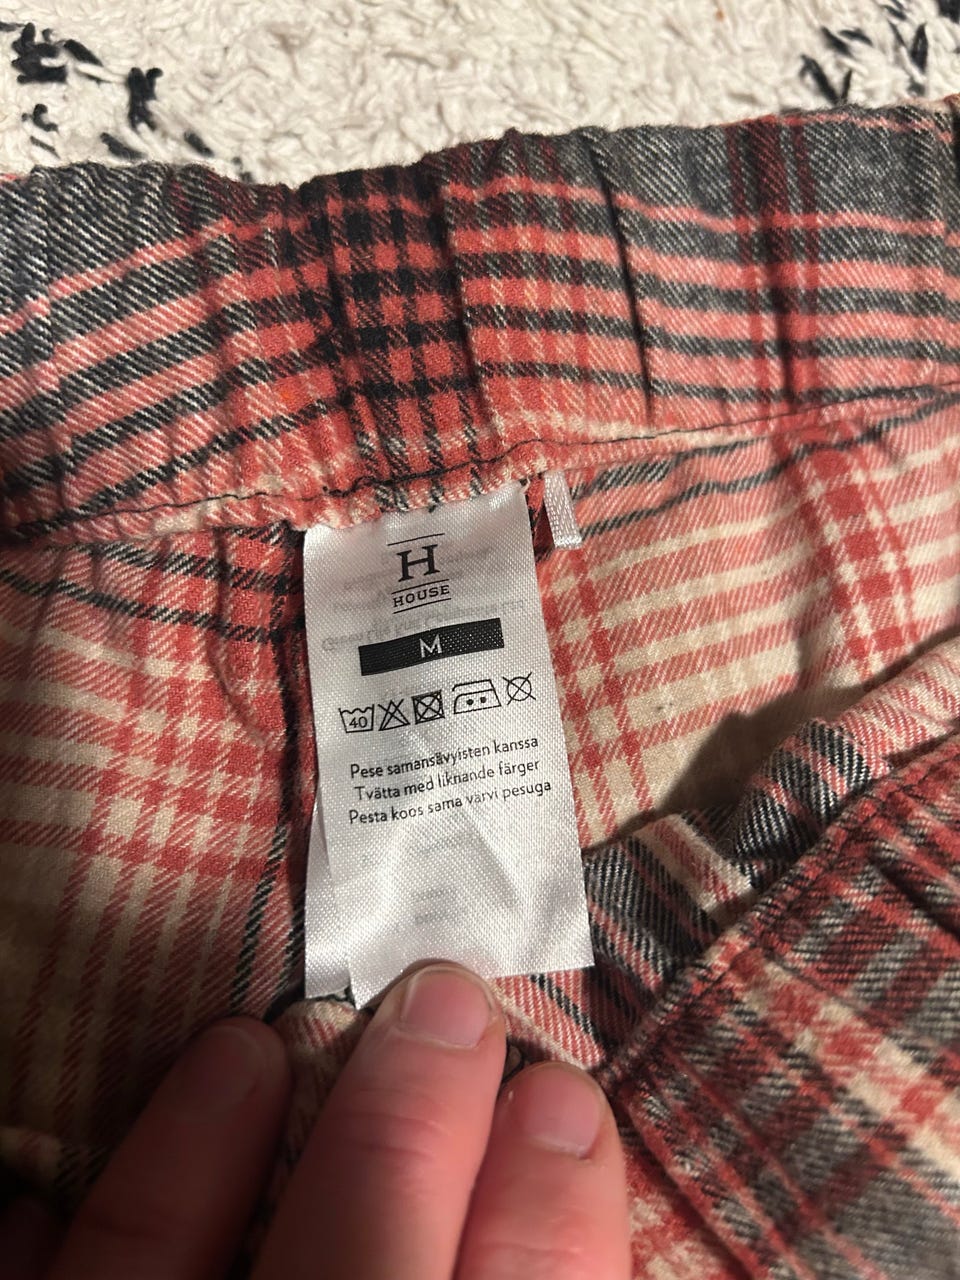 H
HOUSE
M
40
Pese samansävyisten kanssa
Tvätta med liknande färger
Pesta koos sama värvi pesuga